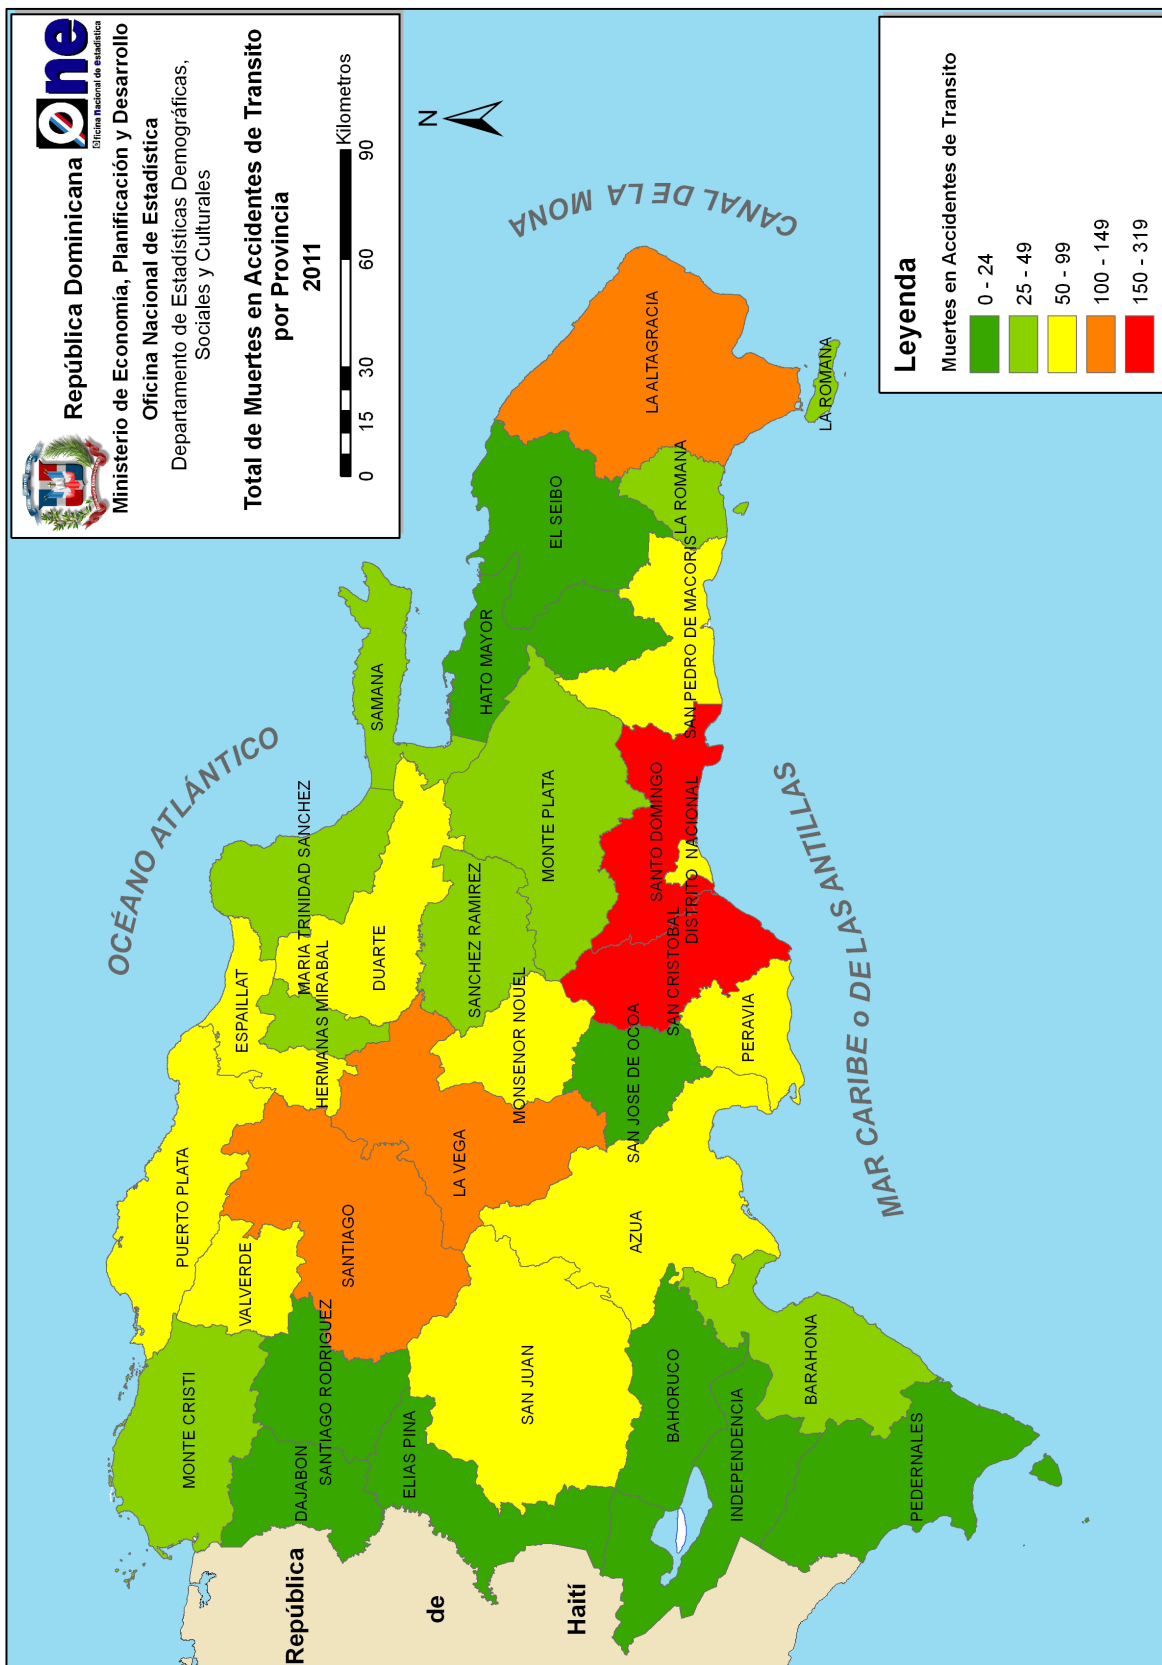 República Dominicana
One
Oficina Nacional de Estadística
Ministerio de Economía, Planificación y Desarrollo
Oficina Nacional de Estadística
Departamento de Estadísticas Demográficas,
Sociales y Culturales
Total de Muertes en Accidentes de Transito
por Provincia
2011
0 15 30 60 90
Kilometros
N
OCÉANO ATLÁNTICO
CANAL DE LA MONA
MAR CARIBE o DE LAS ANTILLAS
República
de
Haití
MONTE CRISTI
PUERTO PLATA
VALVERDE
ESPAILLAT
DAJABON
SANTIAGO RODRIGUEZ
SANTIAGO
HERMANAS MIRABAL
MARIA TRINIDAD SANCHEZ
SAMANA
DUARTE
ELIAS PINA
LA VEGA
SANCHEZ RAMIREZ
HATO MAYOR
SAN JUAN
MONSENOR NOUEL
MONTE PLATA
EL SEIBO
AZUA
SAN JOSE DE OCOA
SANTO DOMINGO
LA ALTAGRACIA
BAHORUCO
SAN CRISTOBAL
DISTRITO NACIONAL
SAN PEDRO DE MACORIS
LA ROMANA
INDEPENDENCIA
PERAVIA
BARAHONA
LA ROMANA
PEDERNALES
Leyenda
Muertes en Accidentes de Transito
0 - 24
25 - 49
50 - 99
100 - 149
150 - 319